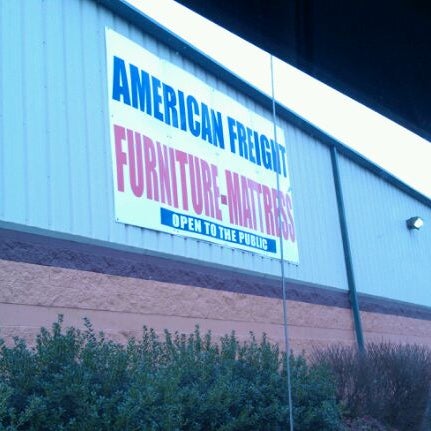 AMERICAN FREIGHT
FURNITURE-MATTRESS
OPEN TO THE PUBLIC